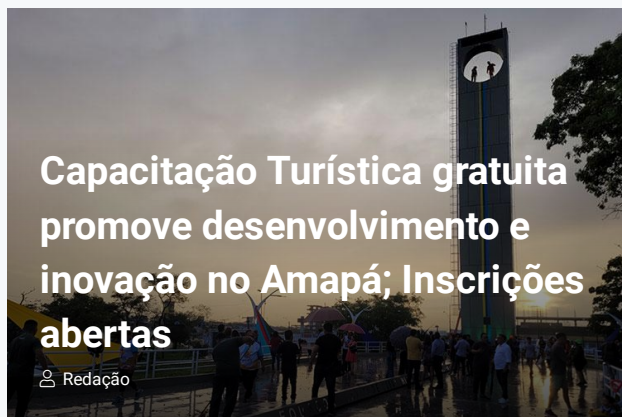 Capacitação Turística gratuita
promove desenvolvimento e
inovação no Amapá; Inscrições
abertas
Redação